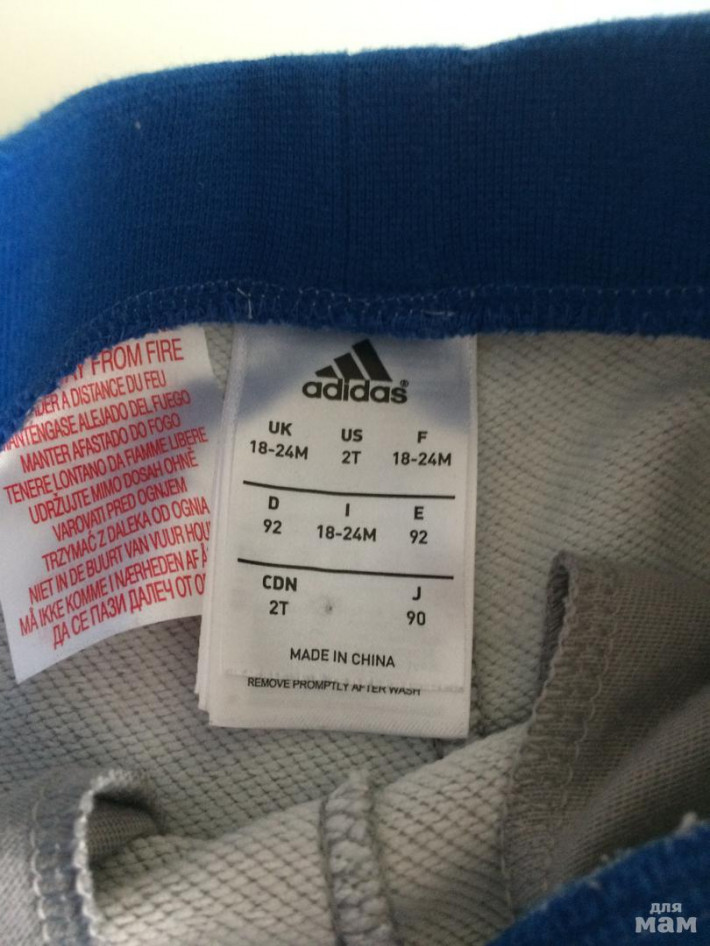 FROM FIRE
A DISTANCE DU FEU
ALEJADO DEL FUEGO
MANTER AFASTADO DO FOGO
TENERE LONTANO DA FIAMME LIBERE
UDRŽUJTE MIMO DOSAH OHNĚ
VAROVATI PRED OGNJEM
TRZYMAĆ Z DALEKA OD OGNIA
NIET IN DE BUURT VAN VUUR
MÅ IKKE KOMME I NÆRHEDEN AF
ДА СЕ ПАЗИ ДАЛЕЧ ОТ
adidas®
UK US F
18-24M 2T 18-24M
D I E
92 18-24M 92
CDN J
2T 90
MADE IN CHINA
REMOVE PROMPTLY AFTER WASH
для
мам